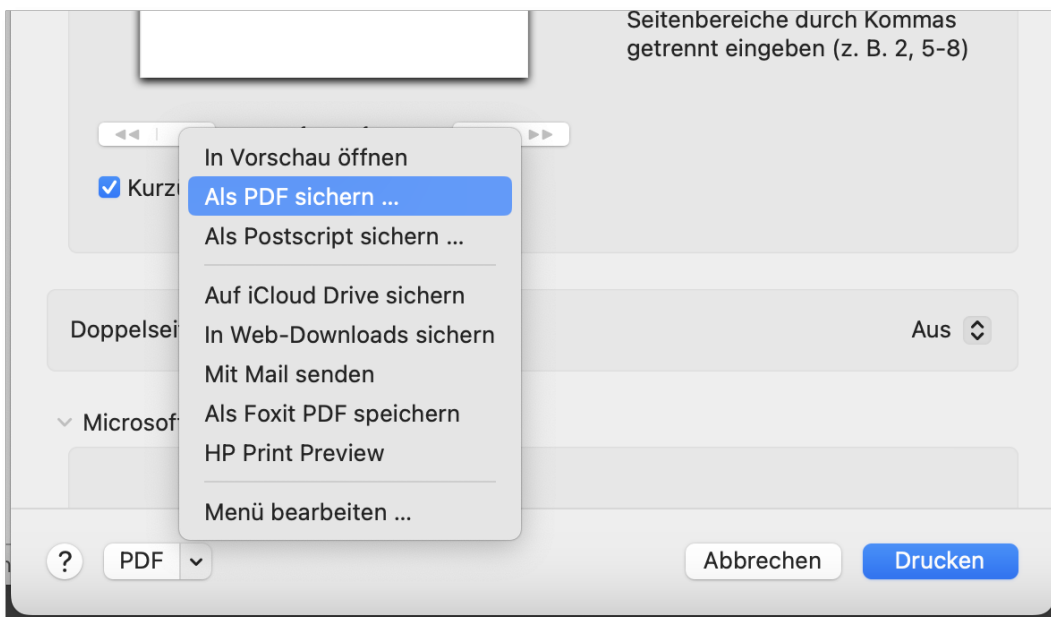 Seitenbereiche durch Kommas
getrennt eingeben (z. B. 2, 5-8)
In Vorschau öffnen
Als PDF sichern ...
Als Postscript sichern ...
Auf iCloud Drive sichern
In Web-Downloads sichern
Mit Mail senden
Als Foxit PDF speichern
HP Print Preview
Menü bearbeiten ...
Aus
? PDF Abbrechen Drucken